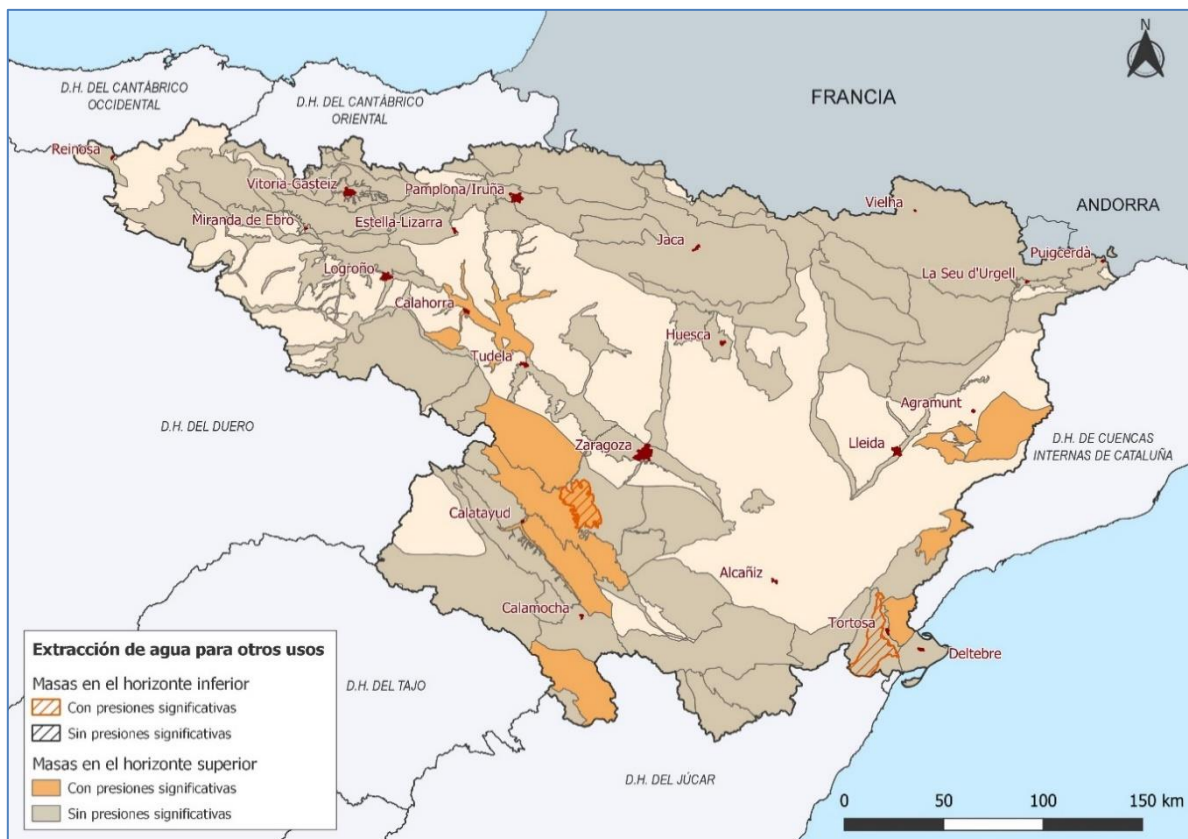 N
D.H. DEL CANTÁBRICO
OCCIDENTAL
D.H. DEL CANTÁBRICO
ORIENTAL
FRANCIA
Reinosa
Vitoria-Gasteiz
Pamplona/Iruña
Vielha
ANDORRA
Miranda de Ebro
Estella-Lizarra
Jaca
Puigcerdà
Logroño
La Seu d'Urgell
Calahorra
Huesca
Tudela
Agramunt
D.H. DEL DUERO
Zaragoza
Lleida
D.H. DE CUENCAS
INTERNAS DE CATALUÑA
Calatayud
Alcañiz
Calamocha
Tortosa
Deltebre
D.H. DEL TAJO
D.H. DEL JÚCAR
Extracción de agua para otros usos
Masas en el horizonte inferior
Con presiones significativas
Sin presiones significativas
Masas en el horizonte superior
Con presiones significativas
Sin presiones significativas
0 50 100 150 km